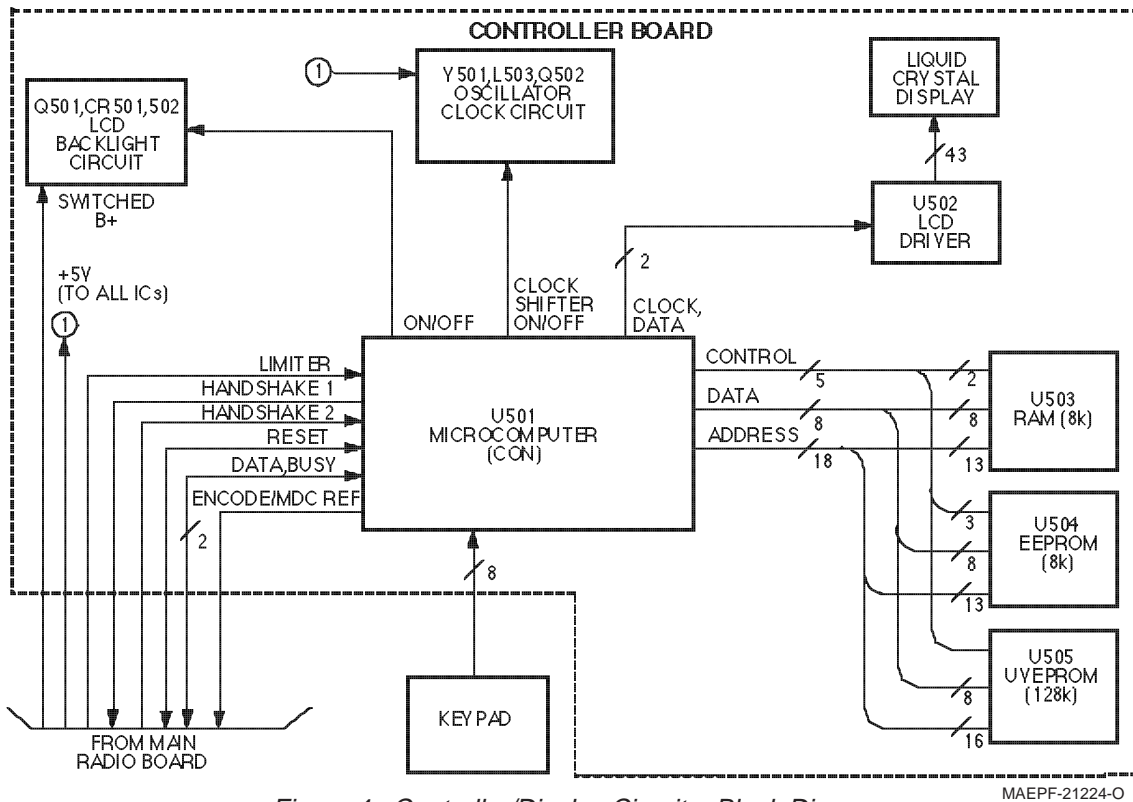 CONTROLLER BOARD
1
Y501,L503,Q502
OSCILLATOR
CLOCK CIRCUIT
LIQUID
CRYSTAL
DISPLAY
Q501,CR501,502
LCD
BACKLIGHT
CIRCUIT
43
SWITCHED
B+
U502
LCD
DRIVER
2
+5V
(TO ALL ICs)
1
ON/OFF
CLOCK
SHIFTER
ON/OFF
CLOCK,
DATA
LIMITER
HANDSHAKE 1
HANDSHAKE 2
RESET
DATA,BUSY
ENCODE/MDC REF
2
U501
MICROCOMPUTER
(CON)
CONTROL
5
2
DATA
8
8
ADDRESS
18
13
U503
RAM (8k)
3
8
13
U504
EEPROM
(8k)
8
U505
UVEPROM
(128k)
8
16
KEYPAD
FROM MAIN
RADIO BOARD
MAEPF-21224-O